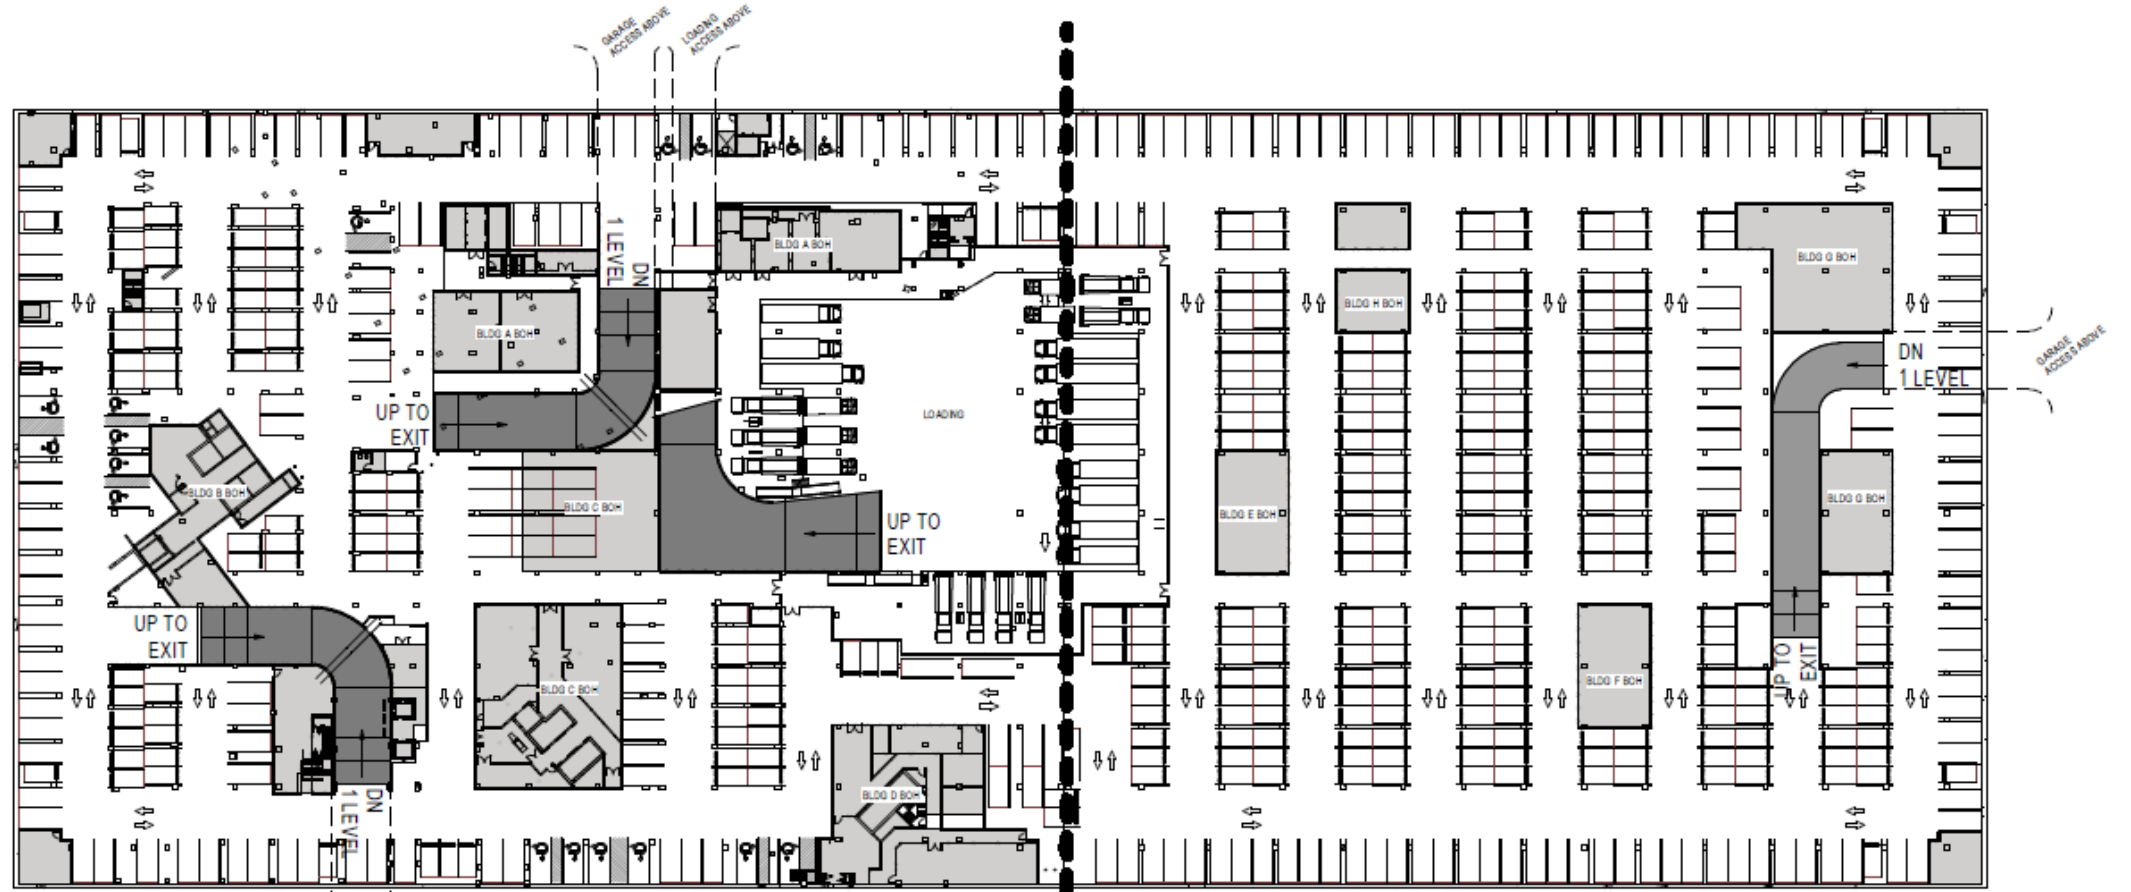 GARAGE
ACCESS ABOVE
LOADING
ACCESS ABOVE
1 LEVEL
DN
BLDG A BOH
BLDG G BOH
BLDG H BOH
BLDG A BOH
GARAGE
ACCESS ABOVE
DN
1 LEVEL
UP TO
EXIT
LOADING
BLDG B BOH
BLDG C BOH
BLDG E BOH
BLDG G BOH
UP TO
EXIT
UP TO
EXIT
UP TO
EXIT
BLDG C BOH
BLDG F BOH
BLDG D BOH
DN
1 LEVEL